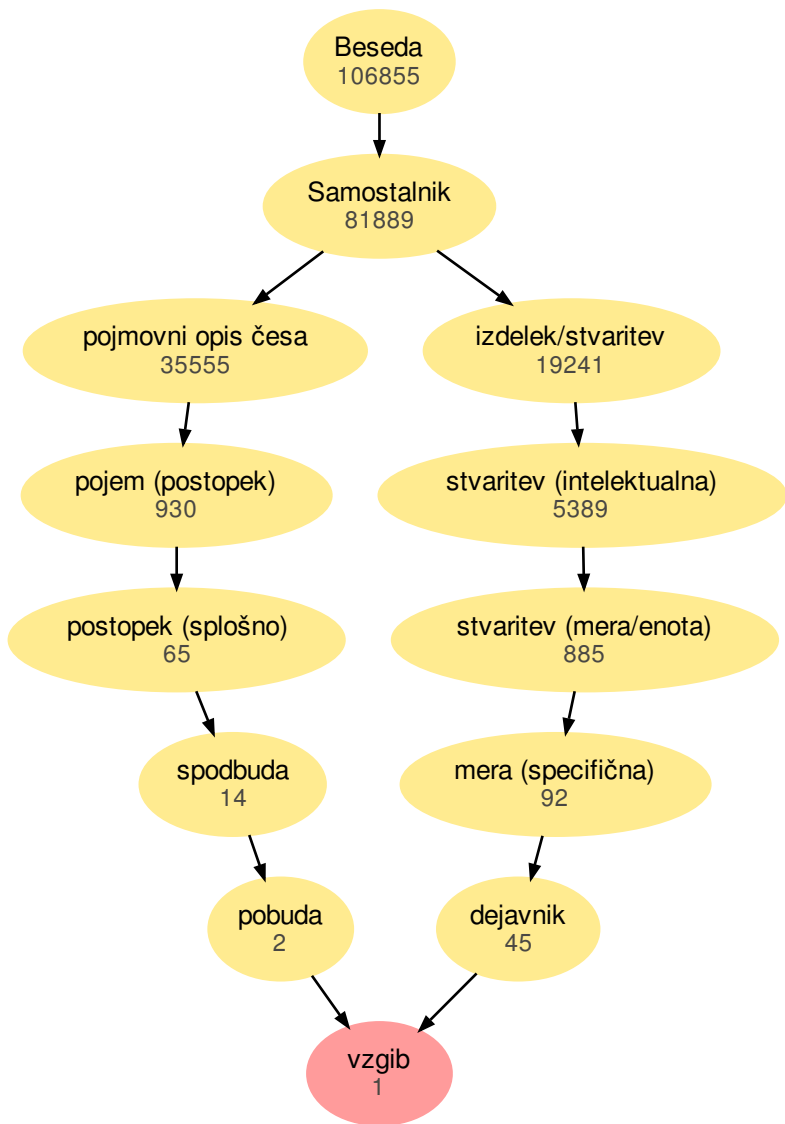 Beseda
106855
Samostalnik
81889
pojmovni opis česa
35555
izdelek/stvaritev
19241
pojem (postopek)
930
stvaritev (intelektualna)
5389
postopek (splošno)
65
stvaritev (mera/enota)
885
spodbuda
14
mera (specifična)
92
pobuda
2
dejavnik
45
vzgib
1